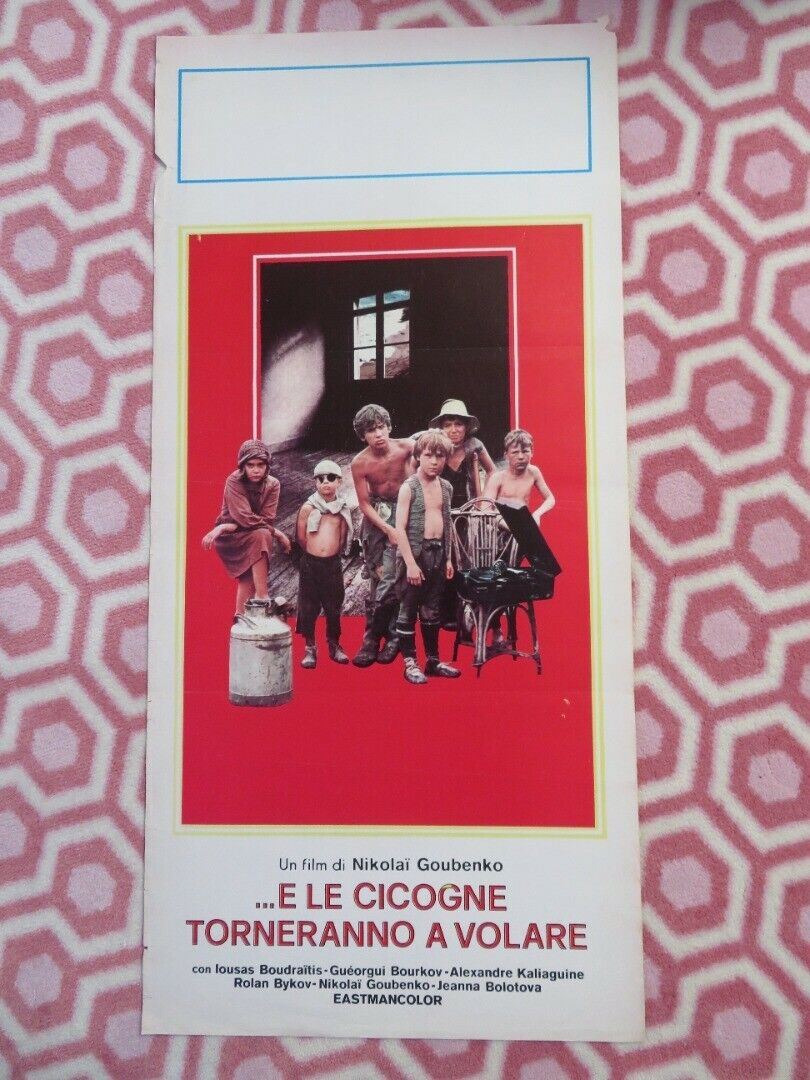 Un film di Nikolaï Goubenko
...E LE CICOGNE
TORNERANNO A VOLARE
con Iousas Boudraïtis-Guéorgui Bourkov-Alexandre Kaliaguine
Rolan Bykov-Nikolaï Goubenko-Jeanna Bolotova
EASTMANCOLOR